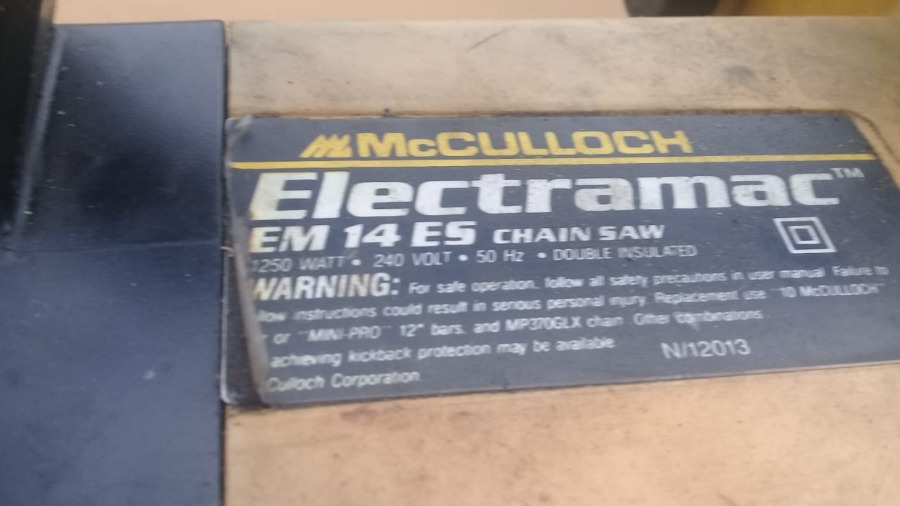 McCULLOCH
Electramac™
EM 14 ES CHAIN SAW
1250 WATT • 240 VOLT • 50 Hz • DOUBLE INSULATED
WARNING: For safe operation, follow all safety precautions in user manual Failure to
instructions could result in serious personal injury. Replacement use "10 McCULLOCH"
or "MINI-PRO" 12" bars, and MP370GLX chain Other combinations
achieving kickback protection may be available
Culloch Corporation
N/12013